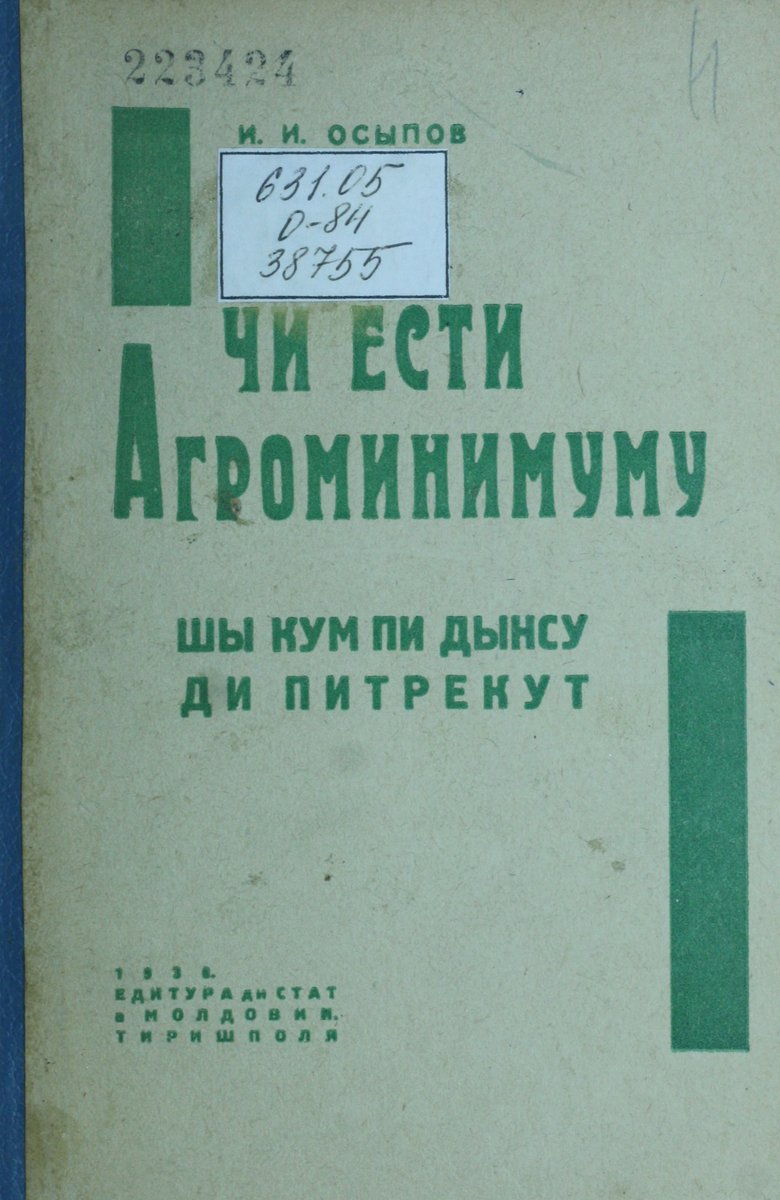 223424
И. И. ОСЫПОВ
631.05
О-84
38755
ЧИ ЕСТИ
АГРОМИНИМУМУ
ШЫ КУМ ПИ ДЫНСУ
ДИ ПИТРЕКУТ
ЕДИТУРА ди СТАТ
а МОЛДОВИИ.
ТИРИШПОЛЯ